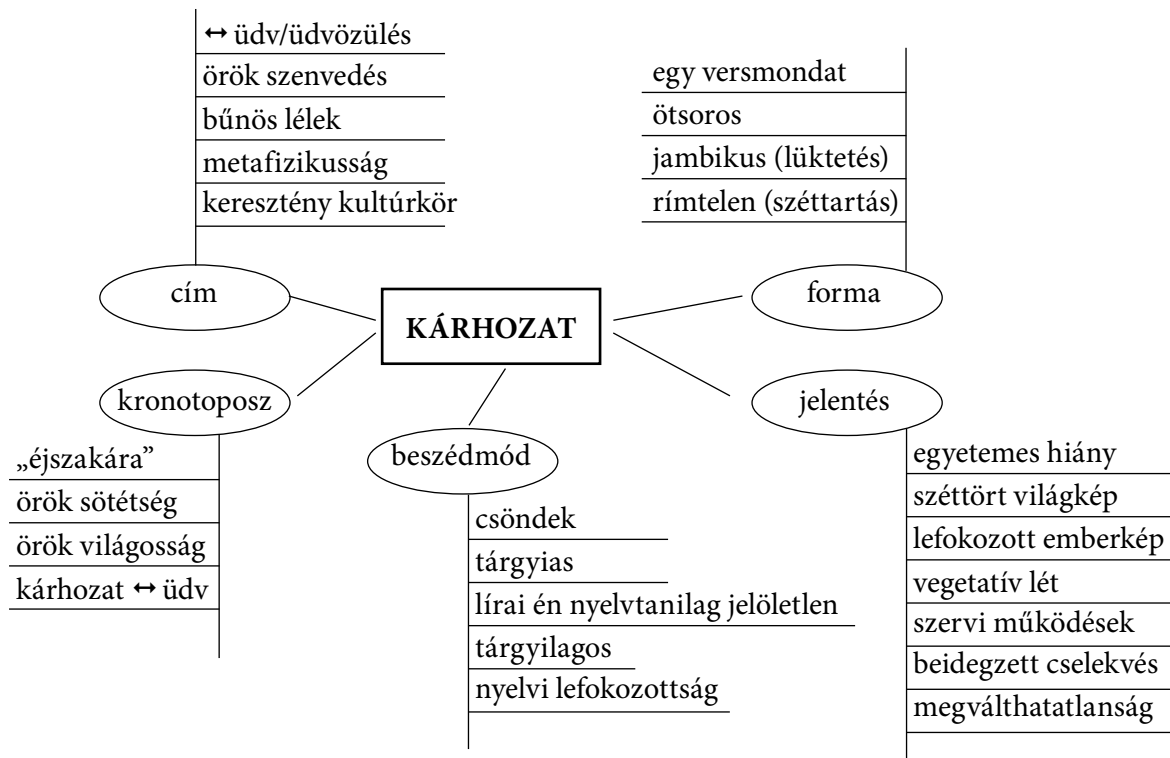 ↔ üdv/üdvözülés
örök szenvedés
bűnös lélek
metafizikusság
keresztény kultúrkör
cím
egy versmondat
ötsoros
jambikus (lüktetés)
rímtelen (széttartás)
forma
KÁRHOZAT
kronotoposz
„éjszakára”
örök sötétség
örök világosság
kárhozat ↔ üdv
beszédmód
csöndek
tárgyias
lírai én nyelvtanilag jelöletlen
tárgyilagos
nyelvi lefokozottság
jelentés
egyetemes hiány
széttört világkép
lefokozott emberkép
vegetatív lét
szervi működések
beidegzett cselekvés
megválthatatlanság